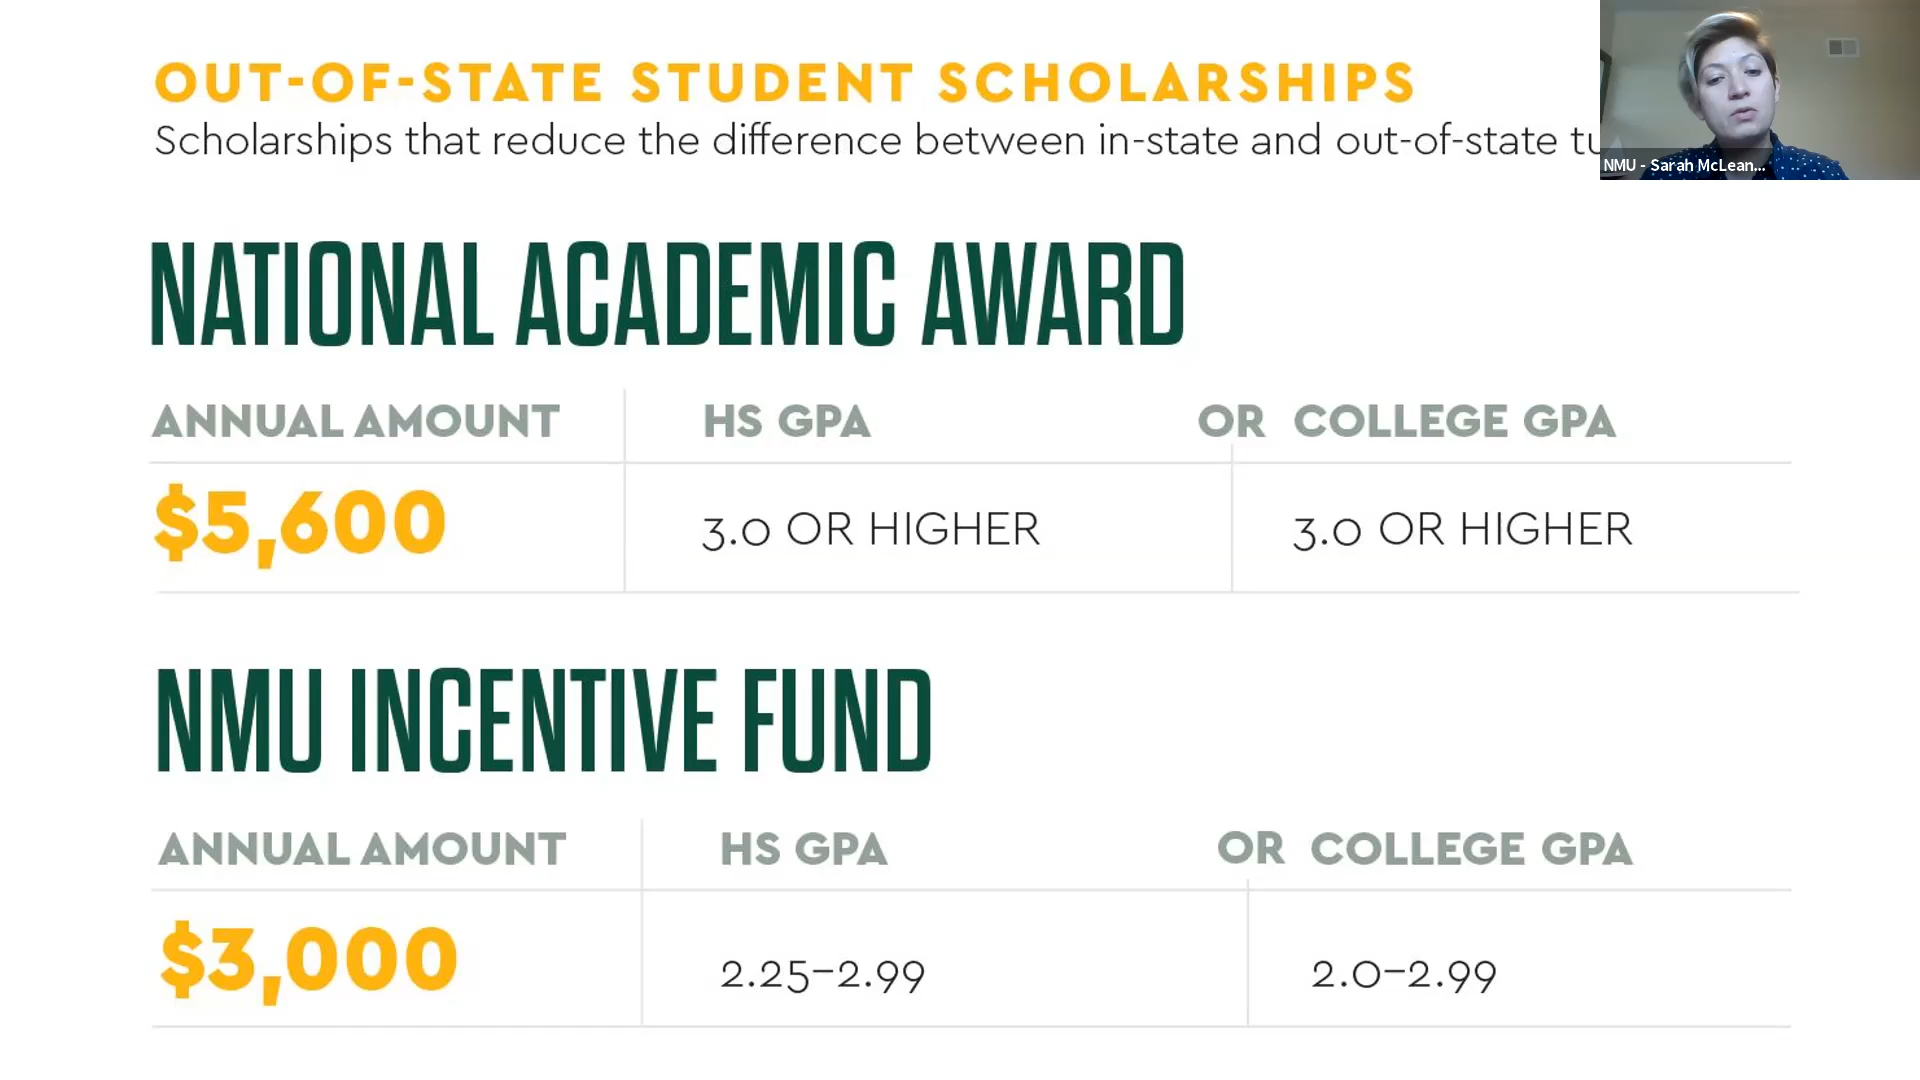 OUT-OF-STATE STUDENT SCHOLARSHIPS
Scholarships that reduce the difference between in-state and out-of-state
NMU - Sarah McLean...
NATIONAL ACADEMIC AWARD
ANNUAL AMOUNT HS GPA OR COLLEGE GPA
$5,600 3.0 OR HIGHER 3.0 OR HIGHER
NMU INCENTIVE FUND
ANNUAL AMOUNT HS GPA OR COLLEGE GPA
$3,000 2.25–2.99 2.0–2.99